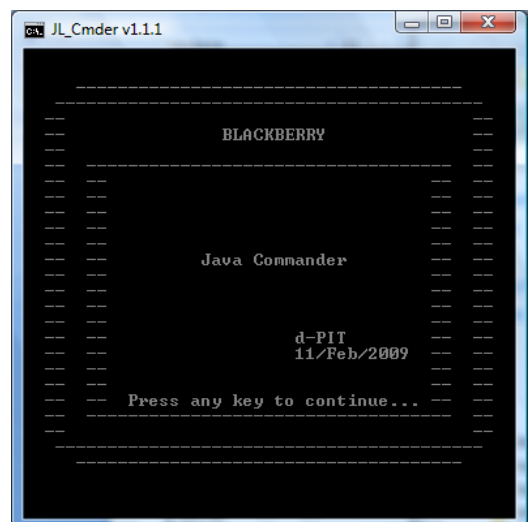 JL_Cmder v1.1.1
BLACKBERRY
Java Commander
d-PIT
11/Feb/2009
Press any key to continue...